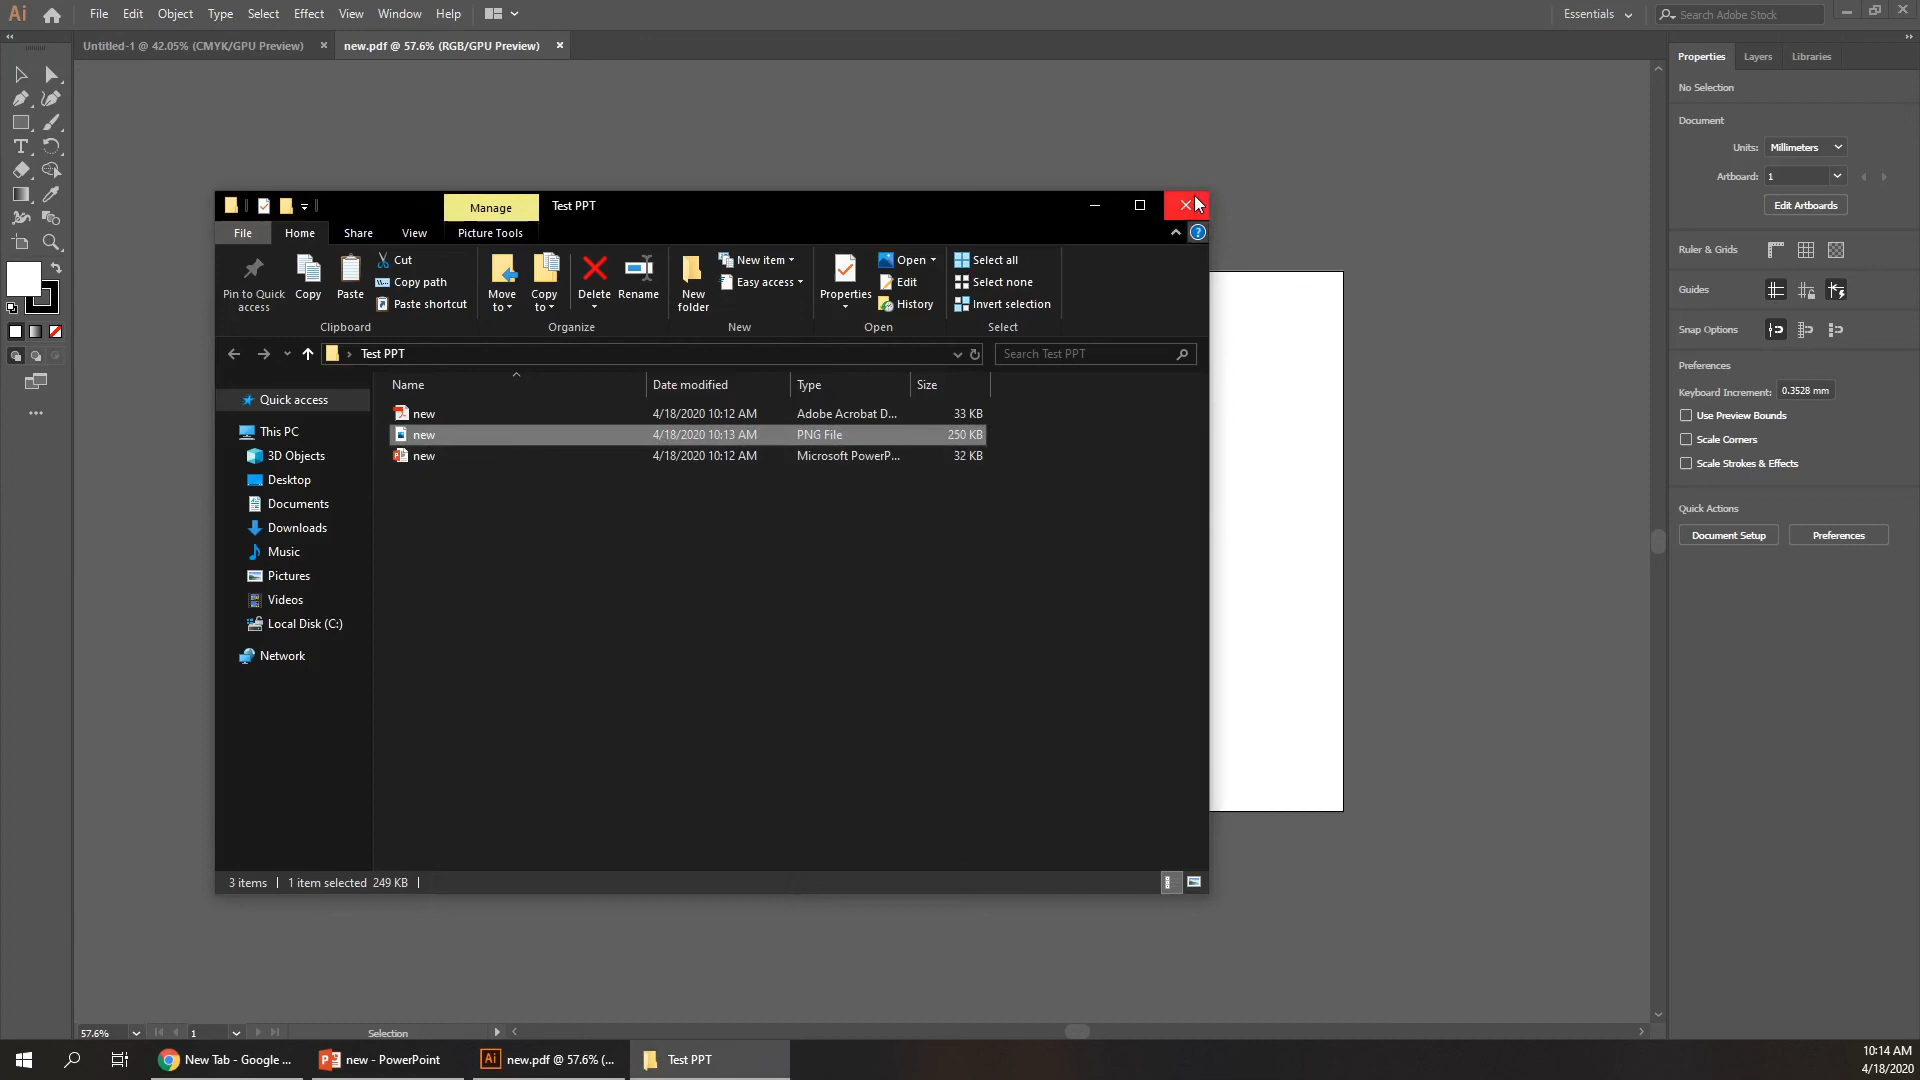 Ai File Edit Object Type Select Effect View Window Help Essentials Search Adobe Stock
Untitled-1 @ 42.05% (CMYK/GPU Preview) new.pdf @ 57.6% (RGB/GPU Preview)
Properties Layers Libraries
No Selection
Document
Units: Millimeters
Artboard: 1
Edit Artboards
Ruler & Grids
Guides
Snap Options
Preferences
Keyboard Increment: 0.3528 mm
Use Preview Bounds
Scale Corners
Scale Strokes & Effects
Quick Actions
Document Setup Preferences
Manage Test PPT
File Home Share View Picture Tools
Pin to Quick access
Copy
Paste
Cut
Copy path
Paste shortcut
Clipboard
Move to
Copy to
Delete
Rename
Organize
New folder
New item
Easy access
New
Properties
Open
Edit
History
Open
Select all
Select none
Invert selection
Select
Test PPT Search Test PPT
Name Date modified Type Size
new 4/18/2020 10:12 AM Adobe Acrobat D... 33 KB
new 4/18/2020 10:13 AM PNG File 250 KB
new 4/18/2020 10:12 AM Microsoft PowerP... 32 KB
Quick access
This PC
3D Objects
Desktop
Documents
Downloads
Music
Pictures
Videos
Local Disk (C:)
Network
3 items 1 item selected 249 KB
57.6% 1 Selection
New Tab - Google ... new - PowerPoint Ai new.pdf @ 57.6% (... Test PPT
10:14 AM
4/18/2020